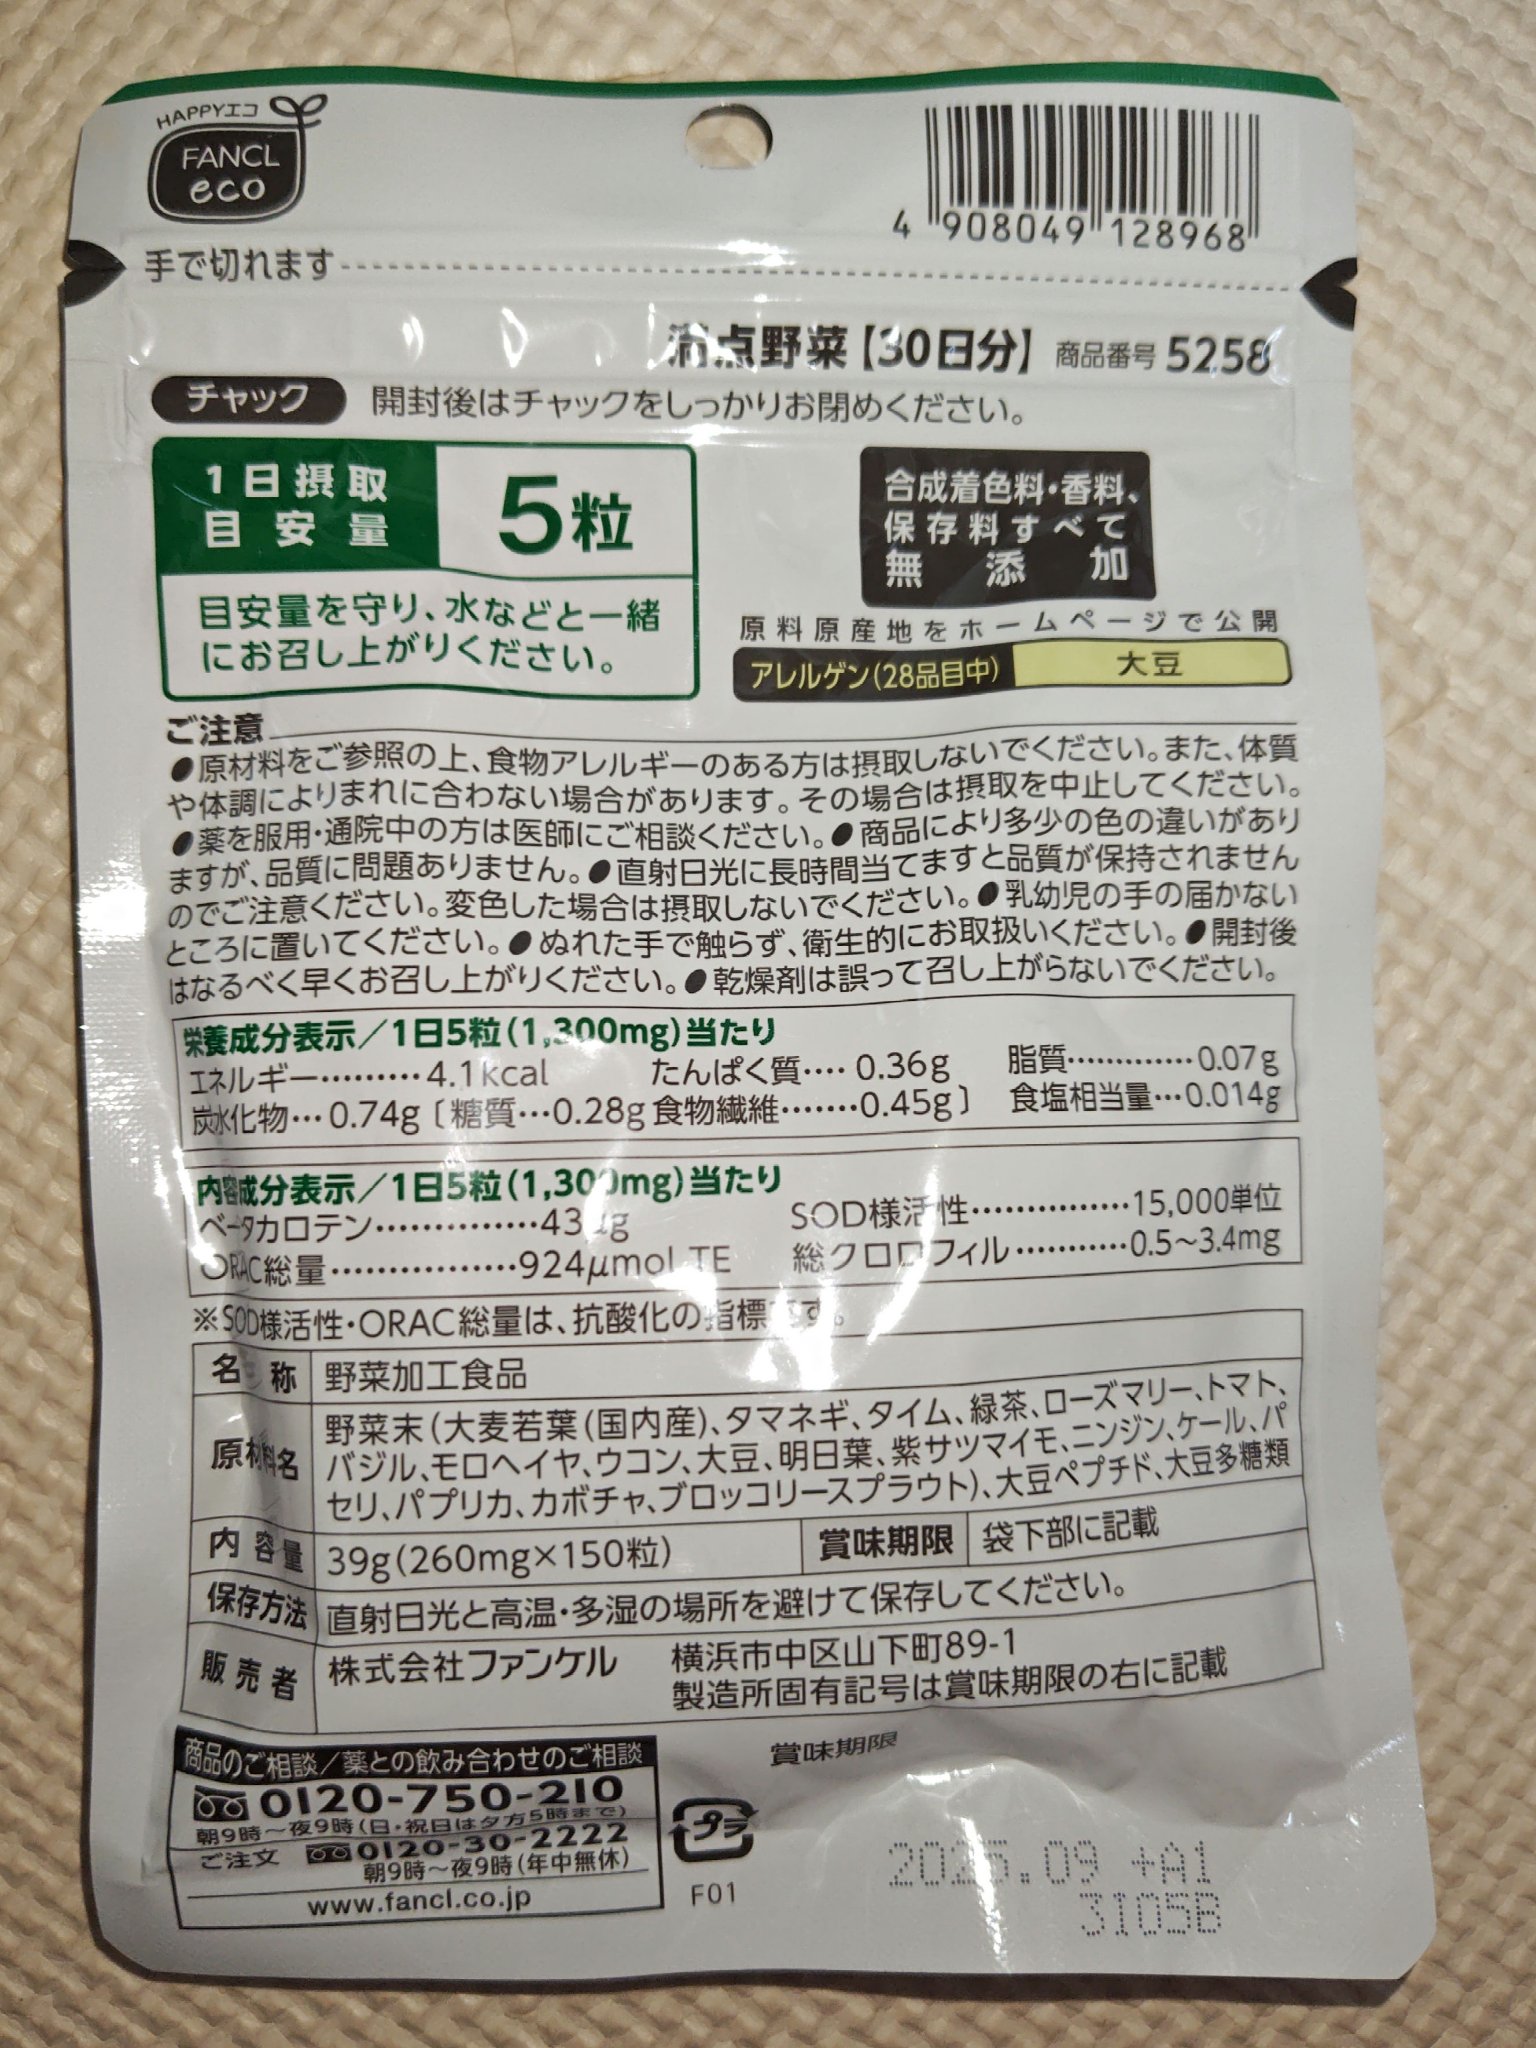 HAPPYエコ
FANCL
eco
4 908049 128968
手で切れます
満点野菜【30日分】 商品番号 5258
チャック 開封後はチャックをしっかりお閉めください。
1日摂取
目安量
5粒
目安量を守り、水などと一緒
にお召し上がりください。
合成着色料・香料、
保存料すべて
無添加
原料原産地をホームページで公開
アレルゲン(28品目中) 大豆
ご注意
●原材料をご参照の上、食物アレルギーのある方は摂取しないでください。また、体質
や体調によりまれに合わない場合があります。その場合は摂取を中止してください。
●薬を服用・通院中の方は医師にご相談ください。●商品により多少の色の違いがあり
ますが、品質に問題ありません。●直射日光に長時間当てますと品質が保持されません
のでご注意ください。変色した場合は摂取しないでください。●乳幼児の手の届かない
ところに置いてください。●ぬれた手で触らず、衛生的にお取扱いください。●開封後
はなるべく早くお召し上がりください。●乾燥剤は誤って召し上がらないでください。
栄養成分表示/1日5粒(1,300mg)当たり
エネルギー………4.1kcal たんぱく質‥‥0.36g 脂質…………0.07g
炭水化物…0.74g〔糖質…0.28g 食物繊維…….0.45g〕 食塩相当量…0.014g
内容成分表示/1日5粒(1,300mg)当たり
ベータカロテン……………43μg SOD様活性……………15,000単位
ORAC総量………………924μmol TE 総クロロフィル…………0.5～3.4mg
※SOD様活性・ORAC総量は、抗酸化の指標です。
名称 野菜加工食品
原材料名 野菜末(大麦若葉(国内産)、タマネギ、タイム、緑茶、ローズマリー、トマト、
バジル、モロヘイヤ、ウコン、大豆、明日葉、紫サツマイモ、ニンジン、ケール、パ
セリ、パプリカ、カボチャ、ブロッコリースプラウト)、大豆ペプチド、大豆多糖類
内容量 39g(260mg×150粒) 賞味期限 袋下部に記載
保存方法 直射日光と高温・多湿の場所を避けて保存してください。
販売者 株式会社ファンケル 横浜市中区山下町89-1
製造所固有記号は賞味期限の右に記載
商品のご相談/薬との飲み合わせのご相談
0120-750-210
朝9時～夜9時(日・祝日は夕方5時まで)
ご注文 0120-30-2222
朝9時～夜9時(年中無休)
www.fancl.co.jp
プラ
F01
賞味期限
2025.09 +A1
3I05B